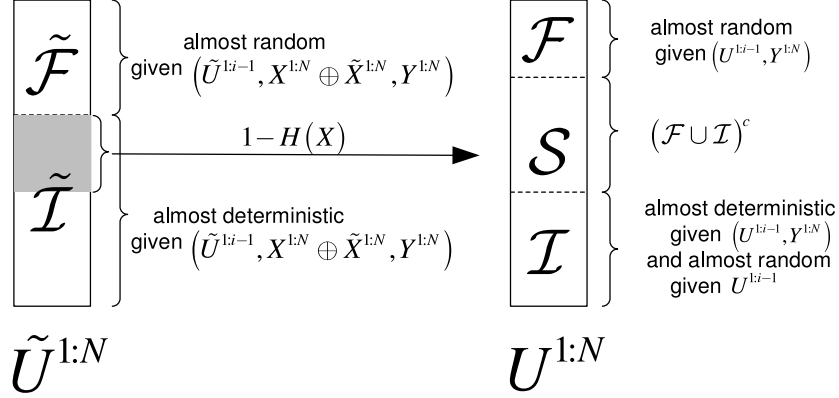 𝓕̃
almost random
given (Ũ^{1:i−1}, X^{1:N} ⊕ X̃^{1:N}, Y^{1:N})
1−H(X)
𝓘̃
almost deterministic
given (Ũ^{1:i−1}, X^{1:N} ⊕ X̃^{1:N}, Y^{1:N})
Ũ^{1:N}
𝓕
almost random
given (U^{1:i−1}, Y^{1:N})
𝓢
(𝓕 ∪ 𝓘)^c
𝓘
almost deterministic
given (U^{1:i−1}, Y^{1:N})
and almost random
given U^{1:i−1}
U^{1:N}